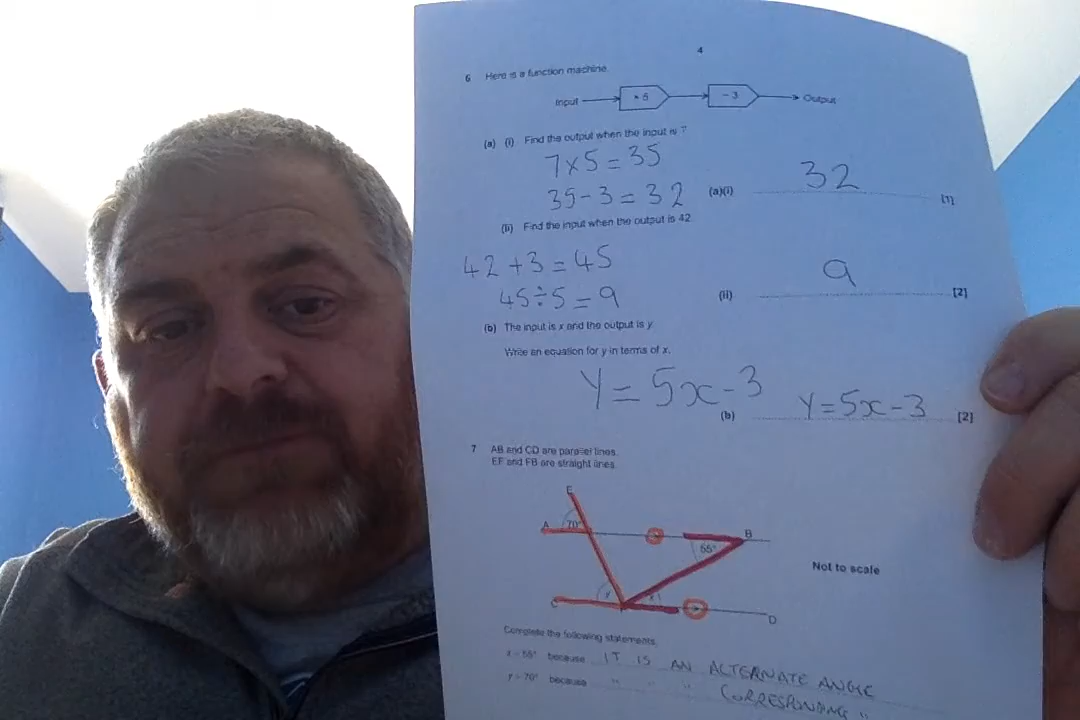 4
6 Here is a function machine.
Input × 5 − 3 Output
(a) (i) Find the output when the input is 7
7x5=35
35-3=32 (a)(i) 32 [1]
(ii) Find the input when the output is 42.
42+3=45
45÷5=9 (ii) 9 [2]
(b) The input is x and the output is y.
Write an equation for y in terms of x.
Y=5x-3
(b) Y=5x-3 [2]
7 AB and CD are parallel lines.
EF and FB are straight lines.
E
A 70° B
55°
Not to scale
C y x D
Complete the following statements.
x = 55° because IT IS AN ALTERNATE ANGLE
y = 70° because " " " CORRESPONDING "